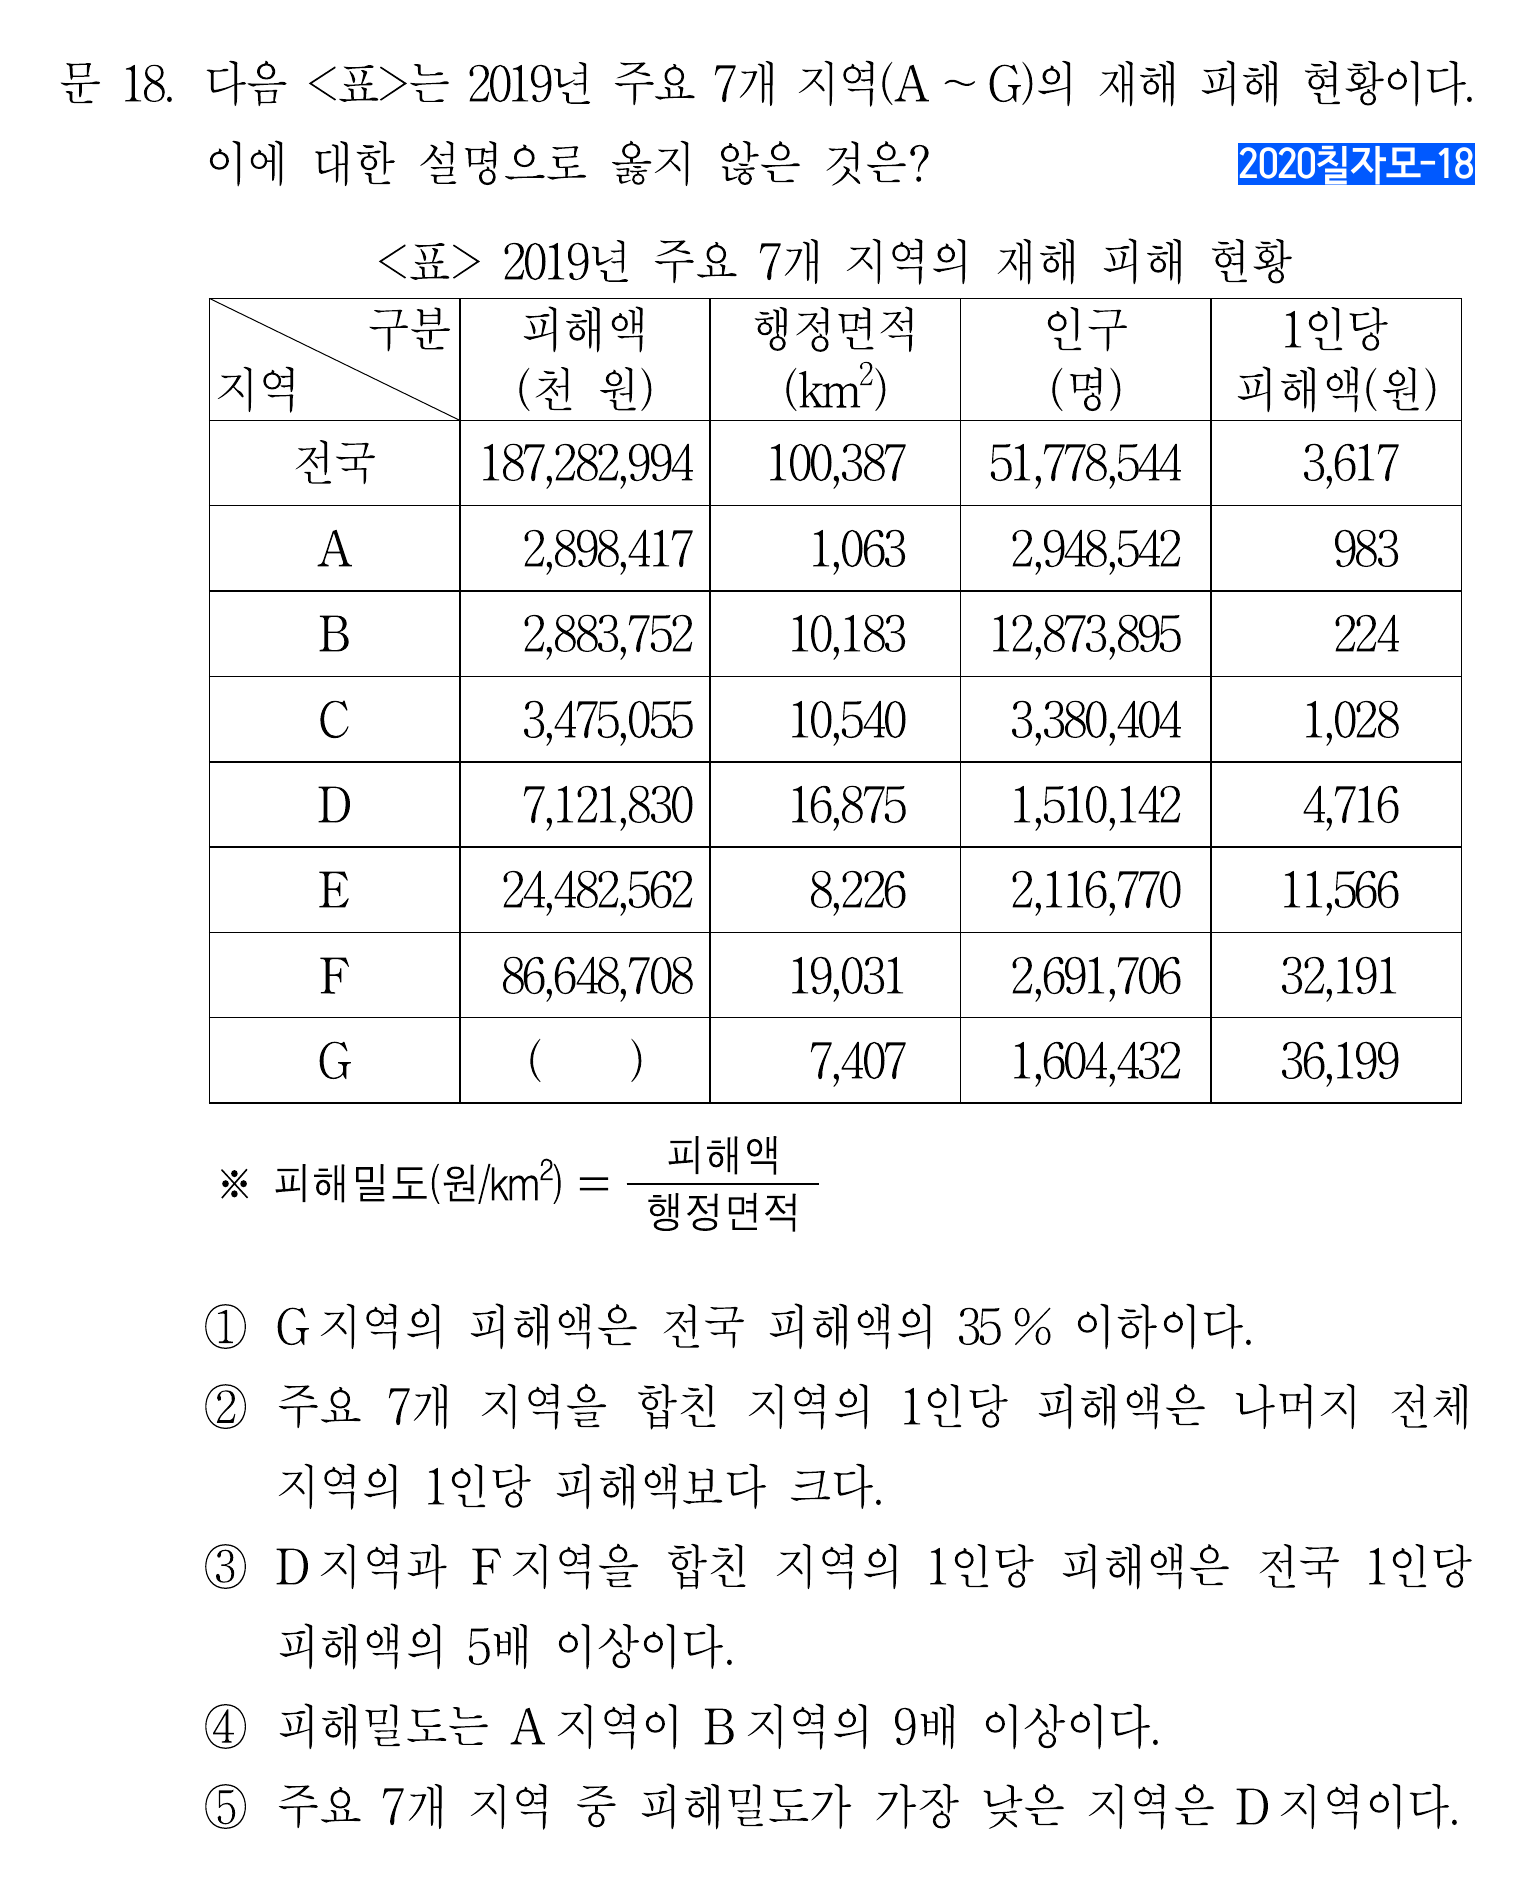 문 18. 다음 <표>는 2019년 주요 7개 지역(A ~ G)의 재해 피해 현황이다.
이에 대한 설명으로 옳지 않은 것은?
2020칠자모-18
<표> 2019년 주요 7개 지역의 재해 피해 현황
구분 지역 피해액 (천 원) 행정면적 (km²) 인구 (명) 1인당 피해액(원)
전국 187,282,994 100,387 51,778,544 3,617
A 2,898,417 1,063 2,948,542 983
B 2,883,752 10,183 12,873,895 224
C 3,475,055 10,540 3,380,404 1,028
D 7,121,830 16,875 1,510,142 4,716
E 24,482,562 8,226 2,116,770 11,566
F 86,648,708 19,031 2,691,706 32,191
G ( ) 7,407 1,604,432 36,199
※ 피해밀도(원/km²) = 피해액
행정면적
① G지역의 피해액은 전국 피해액의 35% 이하이다.
② 주요 7개 지역을 합친 지역의 1인당 피해액은 나머지 전체
지역의 1인당 피해액보다 크다.
③ D지역과 F지역을 합친 지역의 1인당 피해액은 전국 1인당
피해액의 5배 이상이다.
④ 피해밀도는 A지역이 B지역의 9배 이상이다.
⑤ 주요 7개 지역 중 피해밀도가 가장 낮은 지역은 D지역이다.